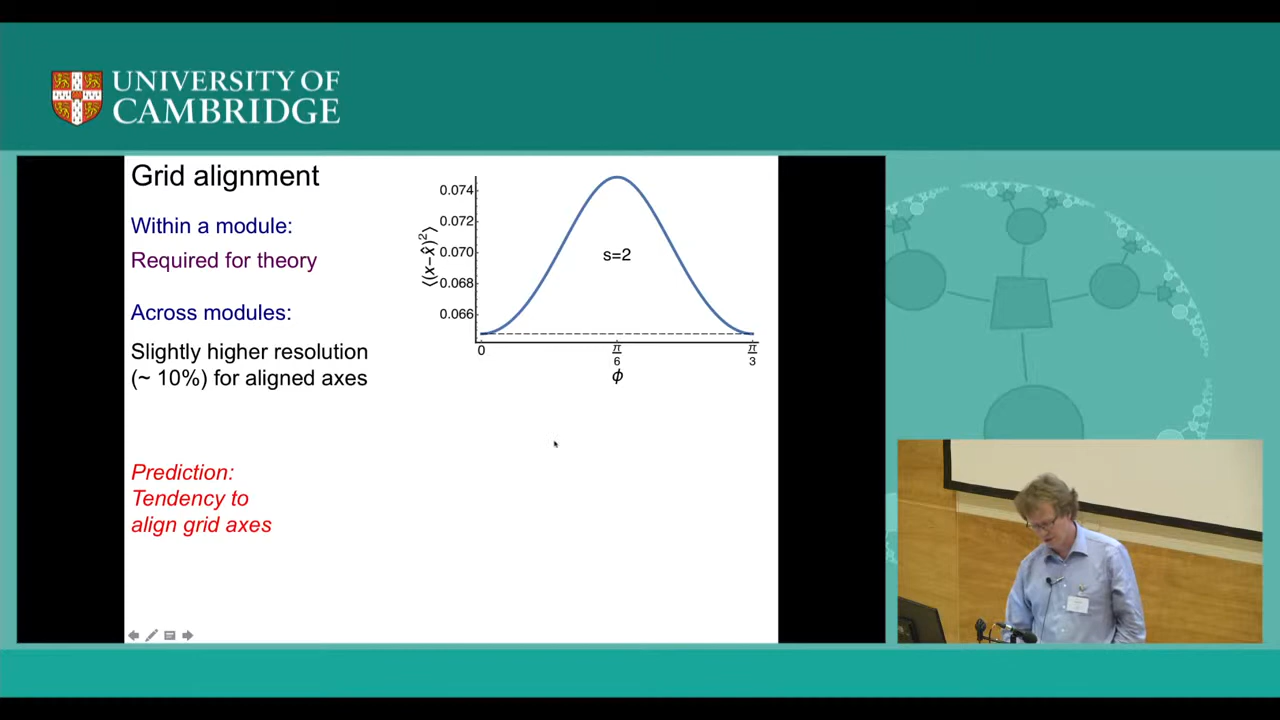 UNIVERSITY OF
CAMBRIDGE
Grid alignment
Within a module:
Required for theory
Across modules:
Slightly higher resolution
(~ 10%) for aligned axes
Prediction:
Tendency to
align grid axes
⟨(x−x̂)²⟩
0.074
0.072
0.070
0.068
0.066
s=2
0
π/6
π/3
ϕ